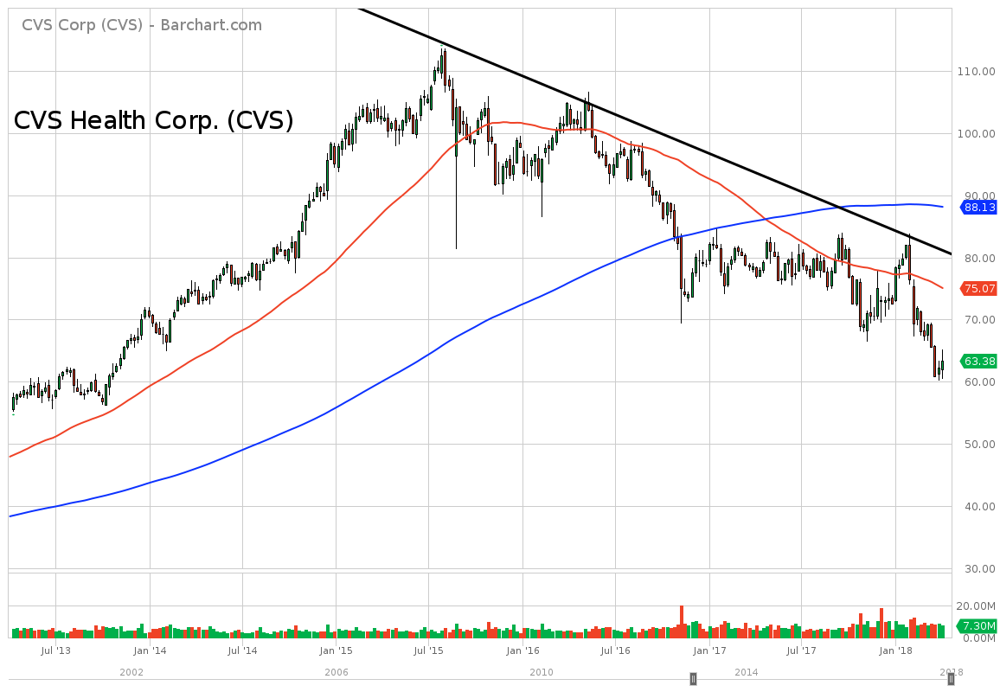 CVS Corp (CVS) - Barchart.com
CVS Health Corp. (CVS)
110.00
100.00
90.00
88.13
80.00
75.07
70.00
63.38
60.00
50.00
40.00
30.00
20.00M
7.30M
0.00M
Jul '13 Jan '14 Jul '14 Jan '15 Jul '15 Jan '16 Jul '16 Jan '17 Jul '17 Jan '18
2002 2006 2010 2014 2018